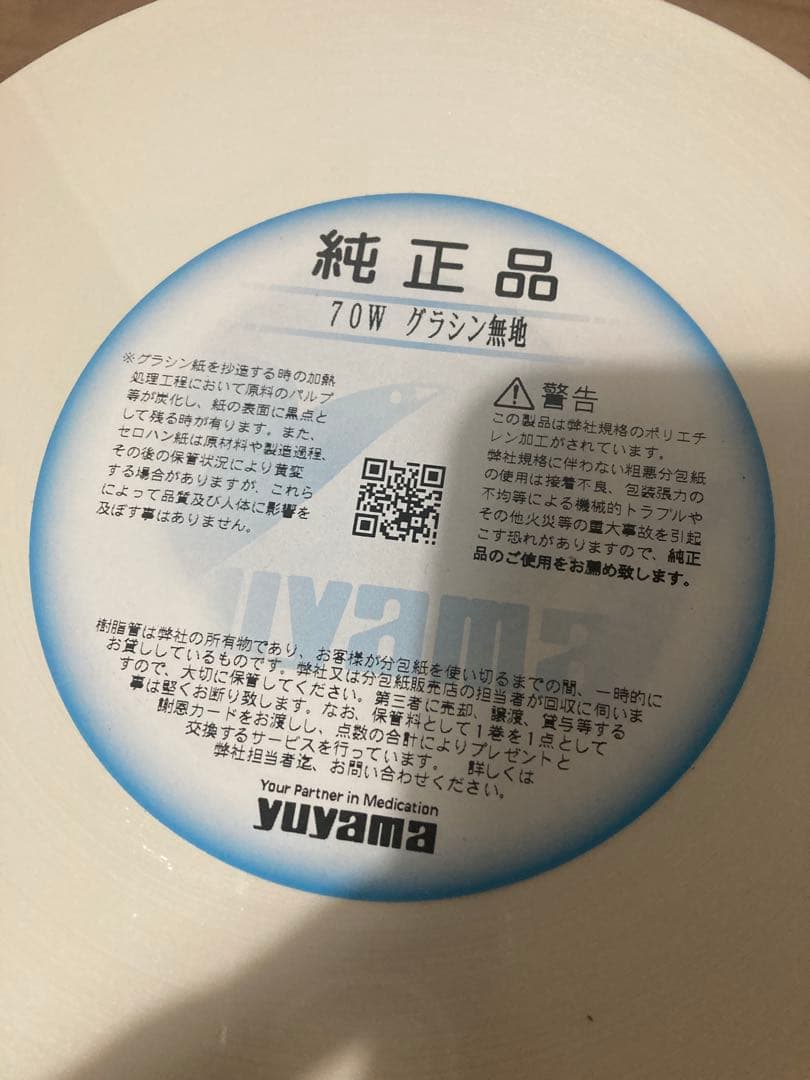 純正品
70W グラシン無地
※グラシン紙を抄造する時の加熱
処理工程において原料のパルプ
等が炭化し、紙の表面に黒点と
して残る時が有ります。また、
セロハン紙は原材料や製造過程、
その後の保管状況により黄変
する場合がありますが、これら
によって品質及び人体に影響を
及ぼす事はありません。
警告
この製品は弊社規格のポリエチ
レン加工がされています。
弊社規格に伴わない粗悪分包紙
の使用は接着不良、包装張力の
不均等による機械的トラブルや
その他火災等の重大事故を引起
こす恐れがありますので、純正
品のご使用をお薦め致します。
yuyama
樹脂管は弊社の所有物であり、お客様が分包紙を使い切るまでの間、一時的に
お貸ししているものです。弊社又は分包紙販売店の担当者が回収に伺いま
すので、大切に保管してください。第三者に売却、譲渡、貸与等する
事は堅くお断り致します。なお、保管料として1巻を1点として
謝恩カードをお渡しし、点数の合計によりプレゼントと
交換するサービスを行っています。 詳しくは
弊社担当者迄、お問い合わせください。
Your Partner in Medication
yuyama